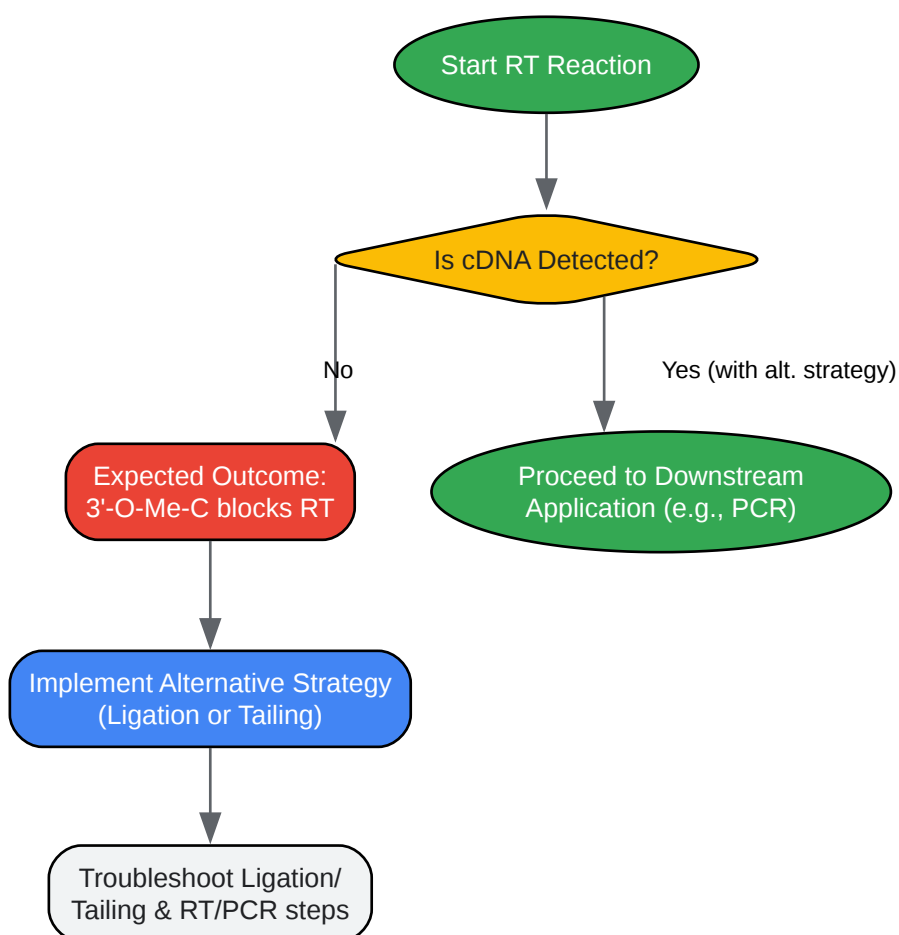 Start RT Reaction
Is cDNA Detected?
No
Yes (with alt. strategy)
Expected Outcome:
3'-O-Me-C blocks RT
Proceed to Downstream
Application (e.g., PCR)
Implement Alternative Strategy
(Ligation or Tailing)
Troubleshoot Ligation/
Tailing & RT/PCR steps